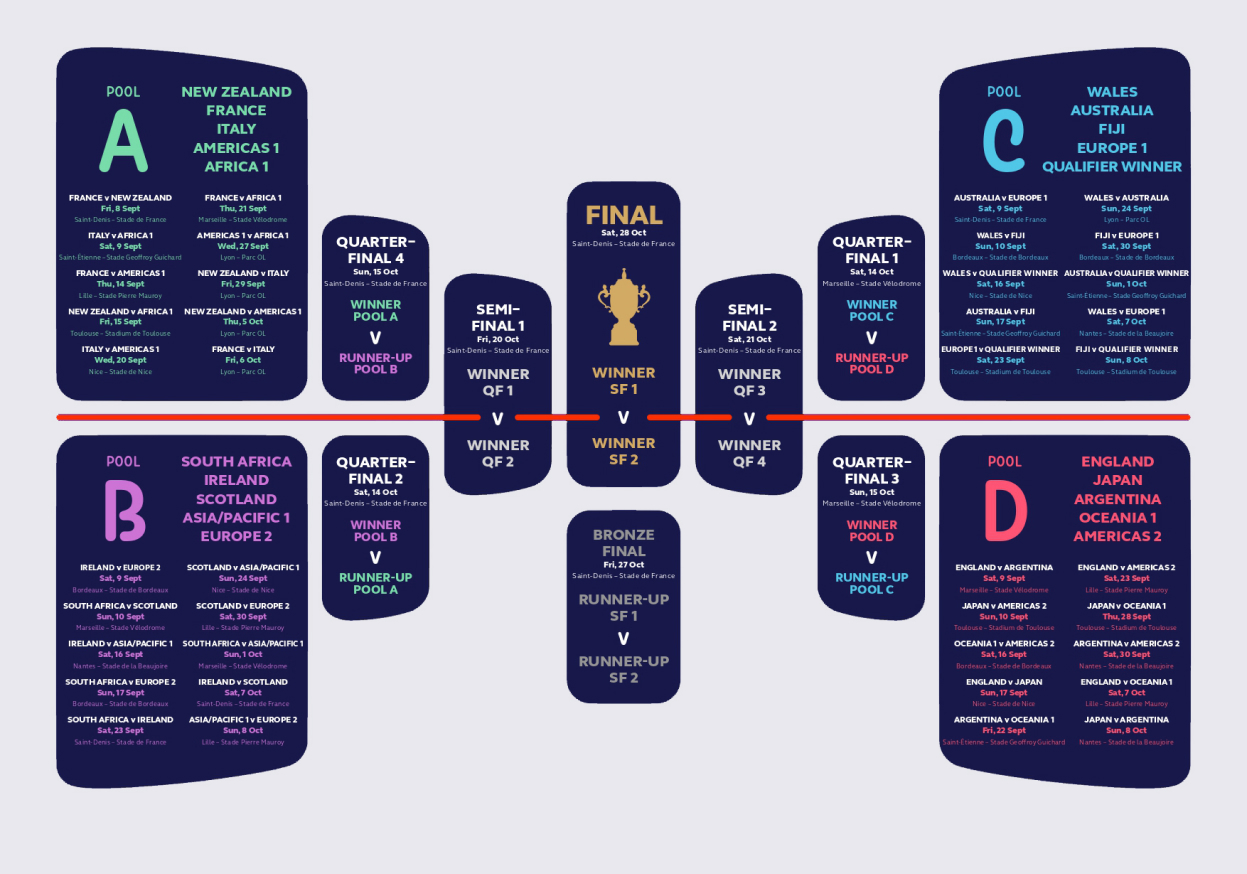 POOL
A
NEW ZEALAND
FRANCE
ITALY
AMERICAS 1
AFRICA 1
FRANCE v NEW ZEALAND
Fri, 8 Sept
Saint-Denis – Stade de France
ITALY v AFRICA 1
Sat, 9 Sept
Saint-Etienne – Stade Geoffroy Guichard
FRANCE v AMERICAS 1
Thu, 14 Sept
Lille – Stade Pierre Mauroy
NEW ZEALAND v AFRICA 1
Fri, 15 Sept
Toulouse – Stadium de Toulouse
ITALY v AMERICAS 1
Wed, 20 Sept
Nice – Stade de Nice
FRANCE v AFRICA 1
Thu, 21 Sept
Marseille – Stade Vélodrome
AMERICAS 1 v AFRICA 1
Wed, 27 Sept
Lyon – Parc OL
NEW ZEALAND v ITALY
Fri, 29 Sept
Lyon – Parc OL
NEW ZEALAND v AMERICAS 1
Thu, 5 Oct
Lyon – Parc OL
FRANCE v ITALY
Fri, 6 Oct
Lyon – Parc OL
POOL
B
SOUTH AFRICA
IRELAND
SCOTLAND
ASIA/PACIFIC 1
EUROPE 2
IRELAND v EUROPE 2
Sat, 9 Sept
Bordeaux – Stade de Bordeaux
SOUTH AFRICA v SCOTLAND
Sun, 10 Sept
Marseille – Stade Vélodrome
IRELAND v ASIA/PACIFIC 1
Sat, 16 Sept
Nantes – Stade de la Beaujoire
SOUTH AFRICA v EUROPE 2
Sun, 17 Sept
Bordeaux – Stade de Bordeaux
SOUTH AFRICA v IRELAND
Sat, 23 Sept
Saint-Denis – Stade de France
SCOTLAND v ASIA/PACIFIC 1
Sun, 24 Sept
Nice – Stade de Nice
SCOTLAND v EUROPE 2
Sat, 30 Sept
Lille – Stade Pierre Mauroy
SOUTH AFRICA v ASIA/PACIFIC 1
Sun, 1 Oct
Marseille – Stade Vélodrome
IRELAND v SCOTLAND
Sat, 7 Oct
Saint-Denis – Stade de France
ASIA/PACIFIC 1 v EUROPE 2
Sun, 8 Oct
Lille – Stade Pierre Mauroy
QUARTER–
FINAL 4
Sun, 15 Oct
Saint-Denis – Stade de France
WINNER
POOL A
V
RUNNER-UP
POOL B
QUARTER–
FINAL 2
Sat, 14 Oct
Saint-Denis – Stade de France
WINNER
POOL B
V
RUNNER-UP
POOL A
SEMI–
FINAL 1
Fri, 20 Oct
Saint-Denis – Stade de France
WINNER
QF 1
V
WINNER
QF 2
FINAL
Sat, 28 Oct
Saint-Denis – Stade de France
WINNER
SF 1
V
WINNER
SF 2
BRONZE
FINAL
Fri, 27 Oct
Saint-Denis – Stade de France
RUNNER-UP
SF 1
V
RUNNER-UP
SF 2
SEMI–
FINAL 2
Sat, 21 Oct
Saint-Denis – Stade de France
WINNER
QF 3
V
WINNER
QF 4
QUARTER–
FINAL 1
Sat, 14 Oct
Marseille – Stade Vélodrome
WINNER
POOL C
V
RUNNER-UP
POOL D
QUARTER–
FINAL 3
Sun, 15 Oct
Marseille – Stade Vélodrome
WINNER
POOL D
V
RUNNER-UP
POOL C
POOL
C
WALES
AUSTRALIA
FIJI
EUROPE 1
QUALIFIER WINNER
AUSTRALIA v EUROPE 1
Sat, 9 Sept
Saint-Denis – Stade de France
WALES v FIJI
Sun, 10 Sept
Bordeaux – Stade de Bordeaux
WALES v QUALIFIER WINNER
Sat, 16 Sept
Nice – Stade de Nice
AUSTRALIA v FIJI
Sun, 17 Sept
Saint-Étienne – Stade Geoffroy Guichard
EUROPE 1 v QUALIFIER WINNER
Sat, 23 Sept
Toulouse – Stadium de Toulouse
WALES v AUSTRALIA
Sun, 24 Sept
Lyon – Parc OL
FIJI v EUROPE 1
Sat, 30 Sept
Bordeaux – Stade de Bordeaux
AUSTRALIA v QUALIFIER WINNER
Sun, 1 Oct
Saint-Étienne – Stade Geoffroy Guichard
WALES v EUROPE 1
Sat, 7 Oct
Nantes – Stade de la Beaujoire
FIJI v QUALIFIER WINNER
Sun, 8 Oct
Toulouse – Stadium de Toulouse
POOL
D
ENGLAND
JAPAN
ARGENTINA
OCEANIA 1
AMERICAS 2
ENGLAND v ARGENTINA
Sat, 9 Sept
Marseille – Stade Vélodrome
JAPAN v AMERICAS 2
Sun, 10 Sept
Toulouse – Stadium de Toulouse
OCEANIA 1 v AMERICAS 2
Sat, 16 Sept
Bordeaux – Stade de Bordeaux
ENGLAND v JAPAN
Sun, 17 Sept
Nice – Stade de Nice
ARGENTINA v OCEANIA 1
Fri, 22 Sept
Saint-Étienne – Stade Geoffroy Guichard
ENGLAND v AMERICAS 2
Sat, 23 Sept
Lille – Stade Pierre Mauroy
JAPAN v OCEANIA 1
Thu, 28 Sept
Toulouse – Stadium de Toulouse
ARGENTINA v AMERICAS 2
Sat, 30 Sept
Nantes – Stade de la Beaujoire
ENGLAND v OCEANIA 1
Sat, 7 Oct
Lille – Stade Pierre Mauroy
JAPAN v ARGENTINA
Sun, 8 Oct
Nantes – Stade de la Beaujoire